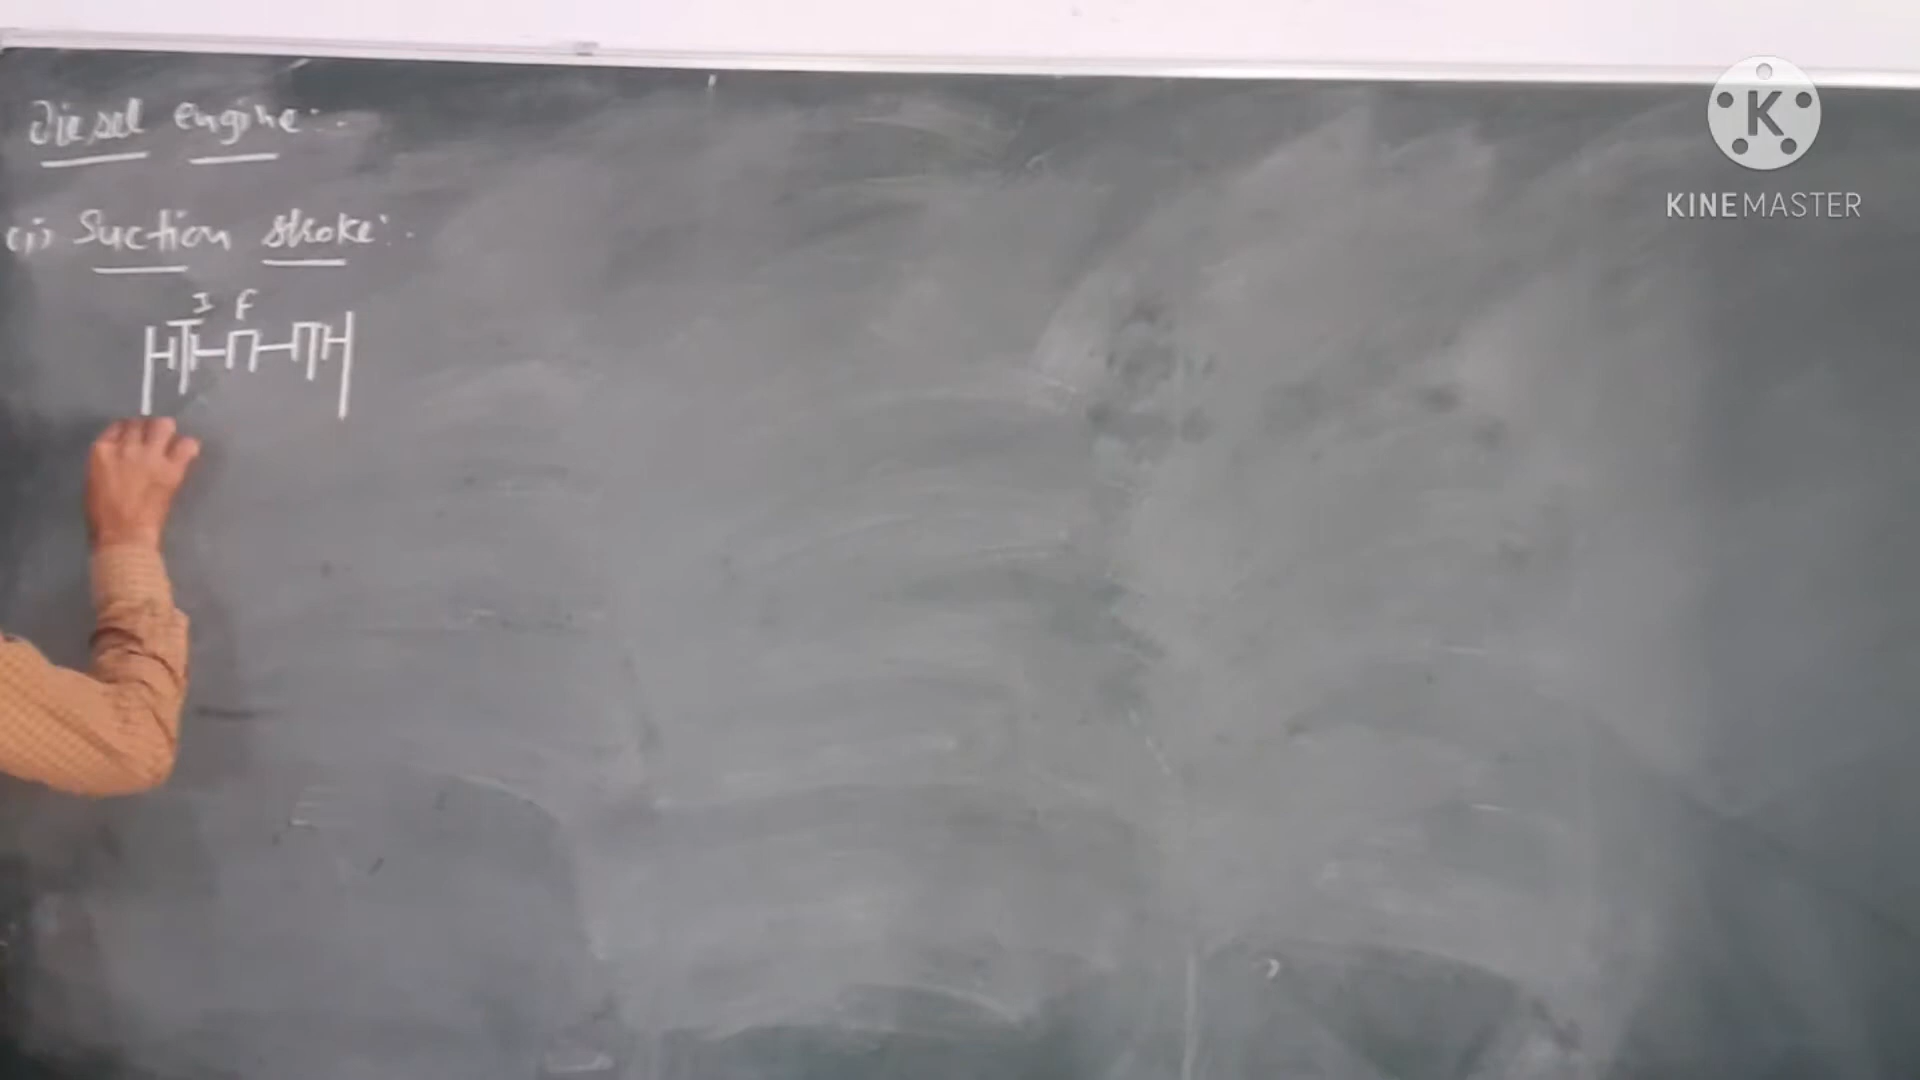 Diesel engine:-
(i) Suction stroke:-
I F
K
KINEMASTER